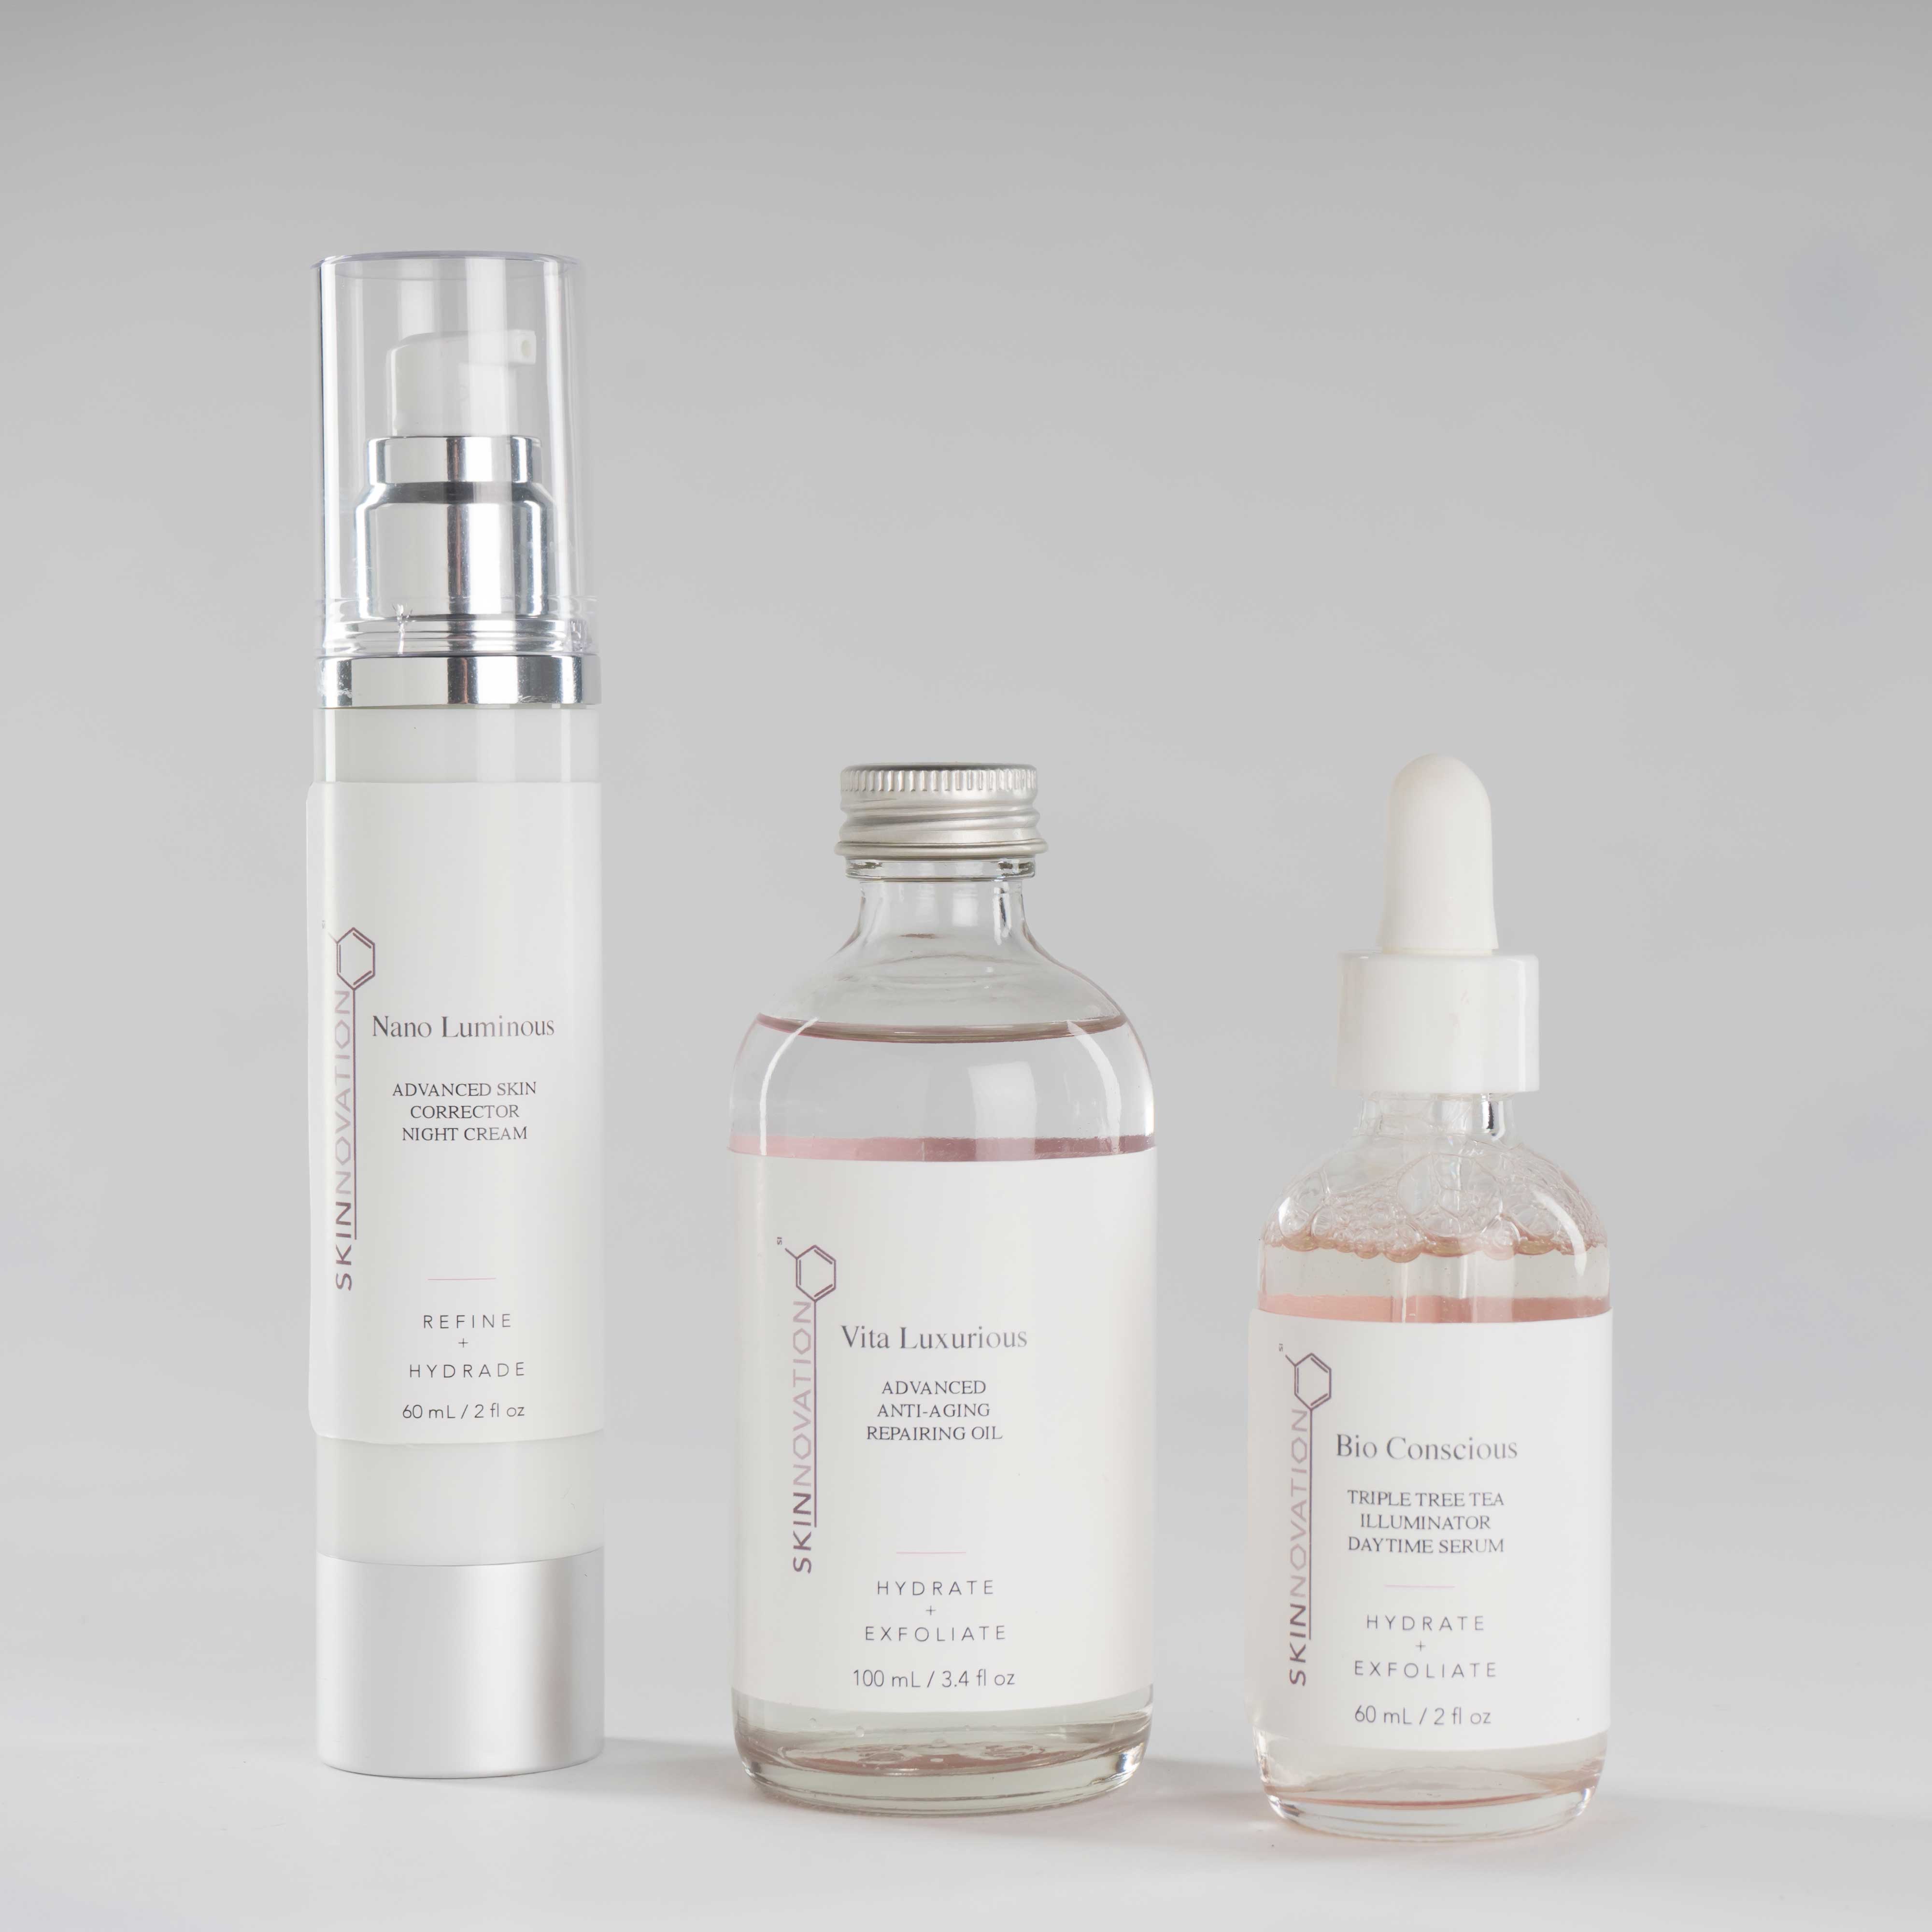 SKINNOVATION
Nano Luminous
ADVANCED SKIN
CORRECTOR
NIGHT CREAM
REFINE
+
HYDRADE
60 mL / 2 fl oz
SI
SKINNOVATION
Vita Luxurious
ADVANCED
ANTI-AGING
REPAIRING OIL
HYDRATE
+
EXFOLIATE
100 mL / 3.4 fl oz
SI
SKINNOVATION
Bio Conscious
TRIPLE TREE TEA
ILLUMINATOR
DAYTIME SERUM
HYDRATE
+
EXFOLIATE
60 mL / 2 fl oz